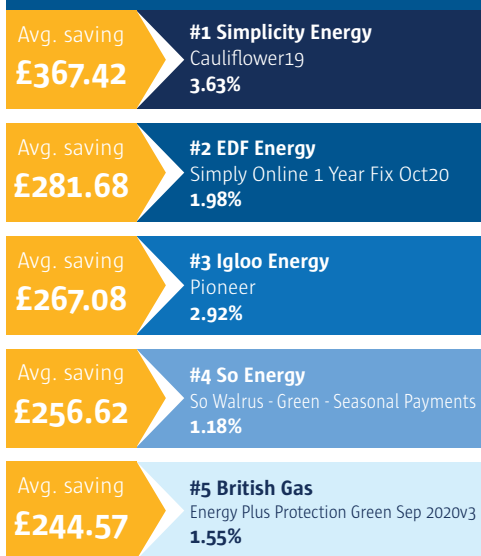 Avg. saving
£367.42
#1 Simplicity Energy
Cauliflower19
3.63%
Avg. saving
£281.68
#2 EDF Energy
Simply Online 1 Year Fix Oct20
1.98%
Avg. saving
£267.08
#3 Igloo Energy
Pioneer
2.92%
Avg. saving
£256.62
#4 So Energy
So Walrus - Green - Seasonal Payments
1.18%
Avg. saving
£244.57
#5 British Gas
Energy Plus Protection Green Sep 2020v3
1.55%